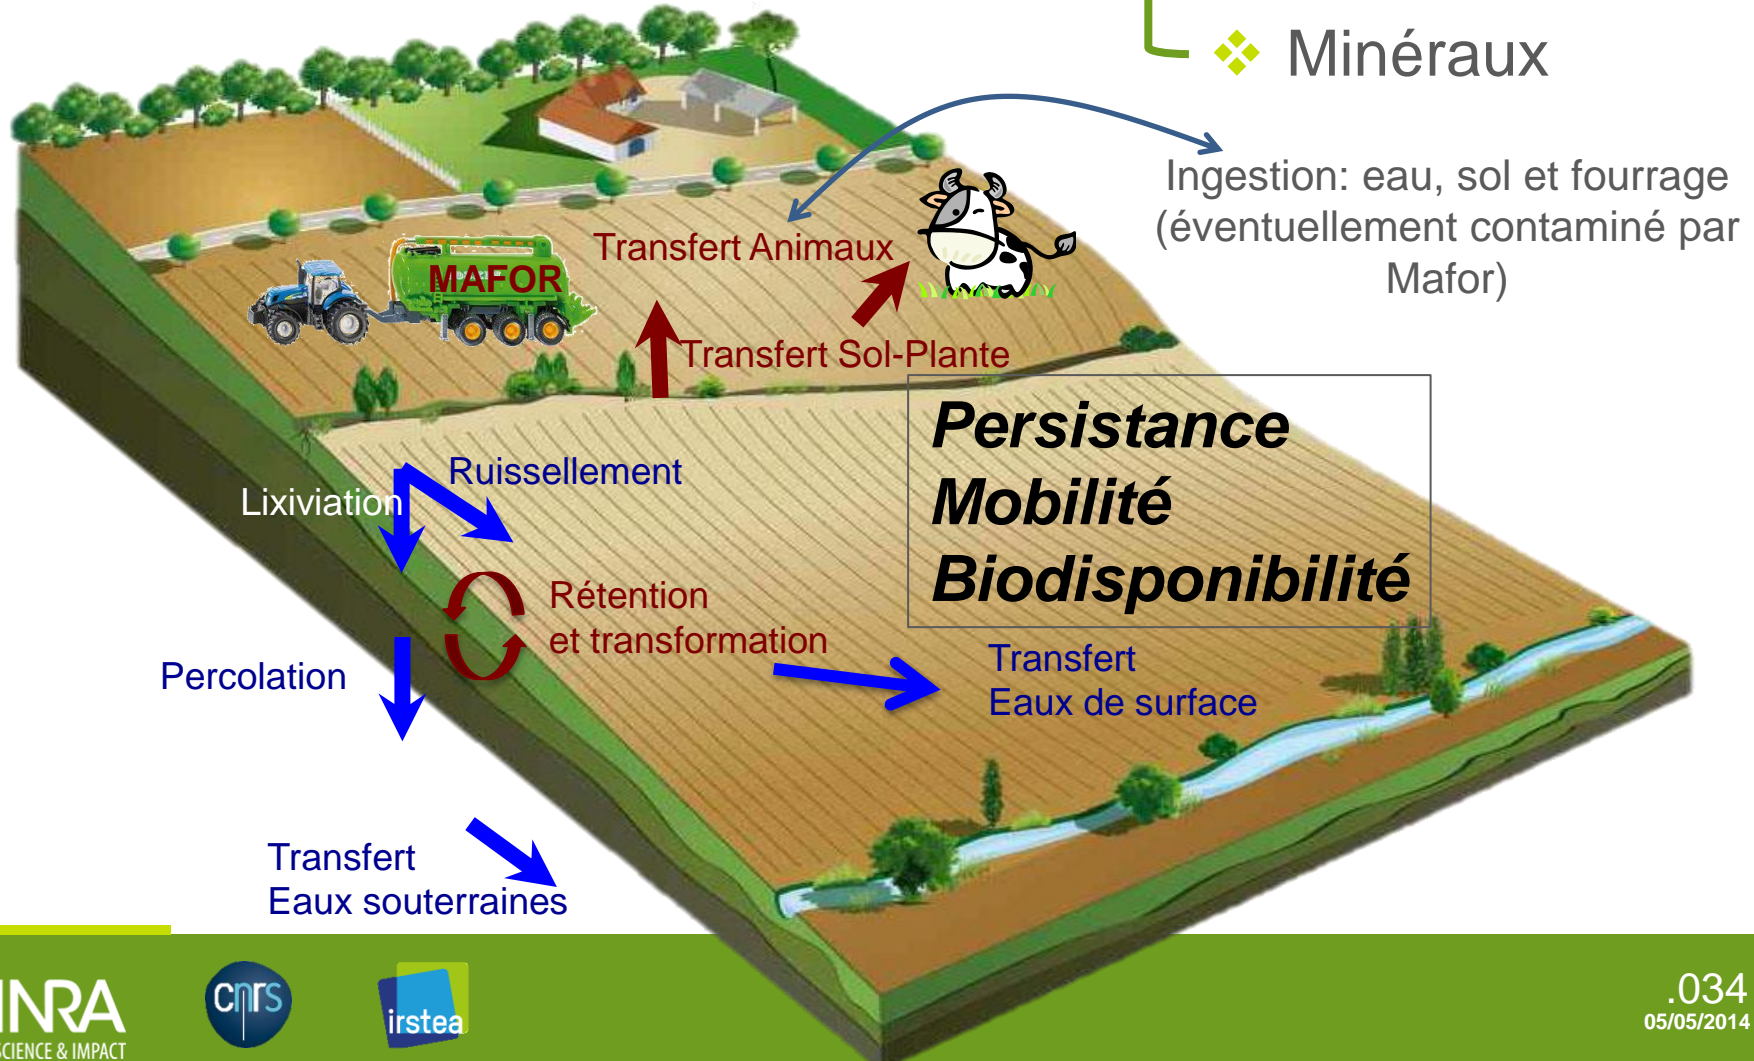 Minéraux
Ingestion: eau, sol et fourrage
(éventuellement contaminé par
Mafor)
Transfert Animaux
MAFOR
Transfert Sol-Plante
Persistance
Mobilité
Biodisponibilité
Ruissellement
Lixiviation
Rétention
et transformation
Percolation
Transfert
Eaux de surface
Transfert
Eaux souterraines
INRA
SCIENCE & IMPACT
cnrs
irstea
.034
05/05/2014